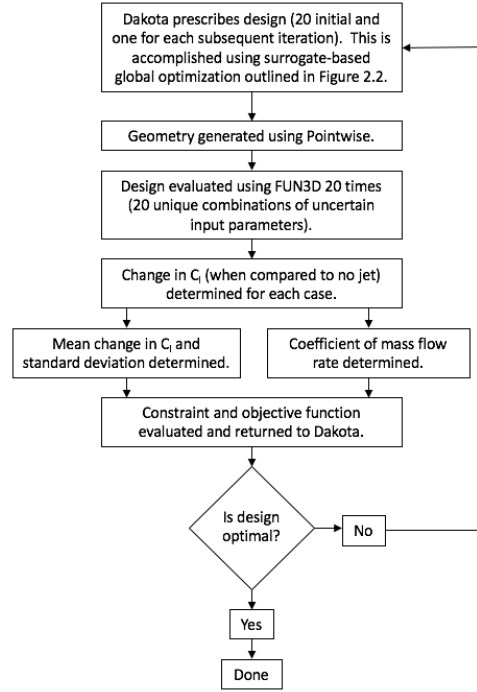 Dakota prescribes design (20 initial and
one for each subsequent iteration). This is
accomplished using surrogate-based
global optimization outlined in Figure 2.2.
Geometry generated using Pointwise.
Design evaluated using FUN3D 20 times
(20 unique combinations of uncertain
input parameters).
Change in Cl (when compared to no jet)
determined for each case.
Mean change in Cl and
standard deviation determined.
Coefficient of mass flow
rate determined.
Constraint and objective function
evaluated and returned to Dakota.
Is design
optimal?
No
Yes
Done